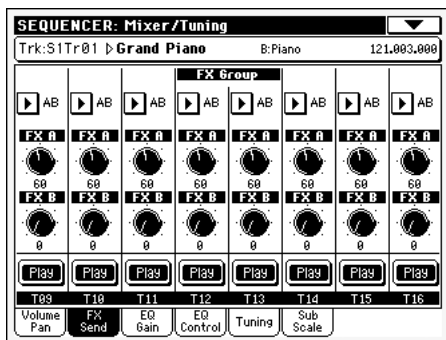 SEQUENCER: Mixer/Tuning
Trk:S1Tr01 Grand Piano B:Piano 121.003.000
FX Group
AB AB AB AB AB AB AB AB
FX A FX A FX A FX A FX A FX A FX A FX A
60 60 60 60 60 60 60 60
FX B FX B FX B FX B FX B FX B FX B FX B
0 0 0 0 0 0 0 0
Play Play Play Play Play Play Play Play
T09 T10 T11 T12 T13 T14 T15 T16
Volume Pan FX Send EQ Gain EQ Control Tuning Sub Scale